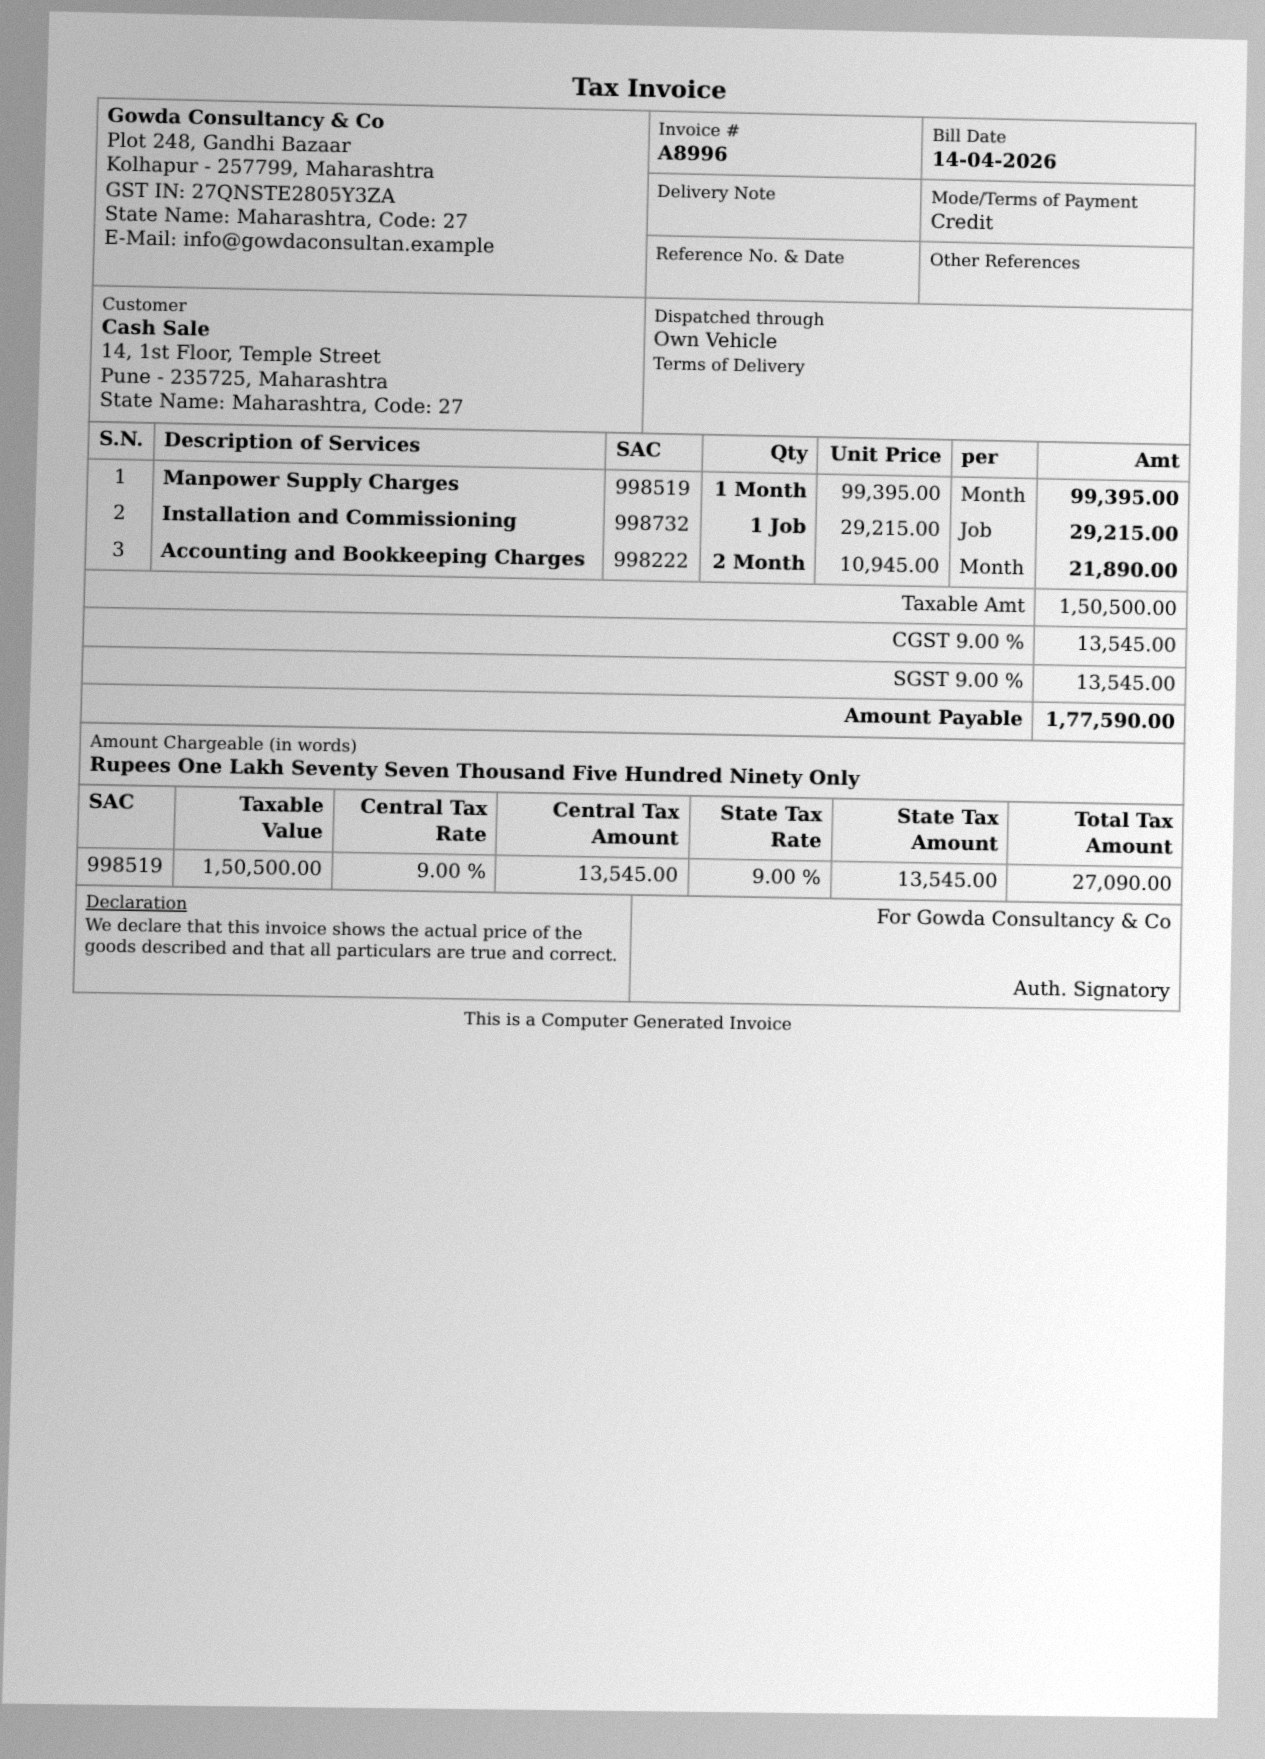 Tax Invoice
Gowda Consultancy & Co
Plot 248, Gandhi Bazaar
Kolhapur - 257799, Maharashtra
GST IN: 27QNSTE2805Y3ZA
State Name: Maharashtra, Code: 27
E-Mail: info@gowdaconsultan.example
Invoice #
A8996
Bill Date
14-04-2026
Delivery Note
Mode/Terms of Payment
Credit
Reference No. & Date
Other References
Customer
Cash Sale
14, 1st Floor, Temple Street
Pune - 235725, Maharashtra
State Name: Maharashtra, Code: 27
Dispatched through
Own Vehicle
Terms of Delivery
S.N. Description of Services SAC Qty Unit Price per Amt
1 Manpower Supply Charges 998519 1 Month 99,395.00 Month 99,395.00
2 Installation and Commissioning 998732 1 Job 29,215.00 Job 29,215.00
3 Accounting and Bookkeeping Charges 998222 2 Month 10,945.00 Month 21,890.00
Taxable Amt 1,50,500.00
CGST 9.00 % 13,545.00
SGST 9.00 % 13,545.00
Amount Payable 1,77,590.00
Amount Chargeable (in words)
Rupees One Lakh Seventy Seven Thousand Five Hundred Ninety Only
SAC Taxable Value Central Tax Rate Central Tax Amount State Tax Rate State Tax Amount Total Tax Amount
998519 1,50,500.00 9.00 % 13,545.00 9.00 % 13,545.00 27,090.00
Declaration
We declare that this invoice shows the actual price of the
goods described and that all particulars are true and correct.
For Gowda Consultancy & Co
Auth. Signatory
This is a Computer Generated Invoice